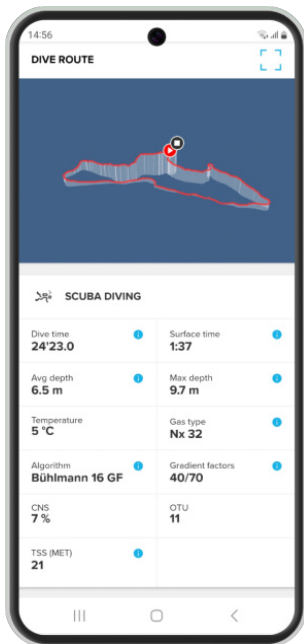 14:56
DIVE ROUTE
SCUBA DIVING
Dive time
24'23.0
Surface time
1:37
Avg depth
6.5 m
Max depth
9.7 m
Temperature
5 °C
Gas type
Nx 32
Algorithm
Bühlmann 16 GF
Gradient factors
40/70
CNS
7 %
OTU
11
TSS (MET)
21